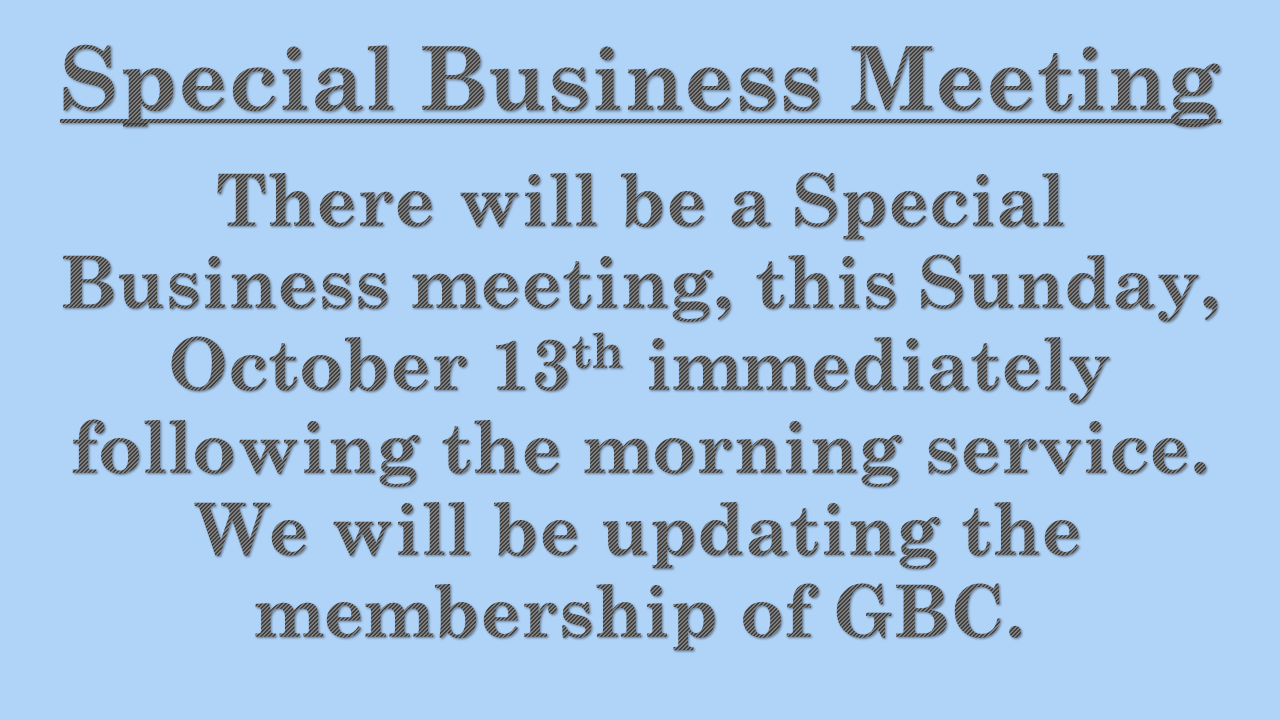 Special Business Meeting
There will be a Special
Business meeting, this Sunday,
October 13th immediately
following the morning service.
We will be updating the
membership of GBC.